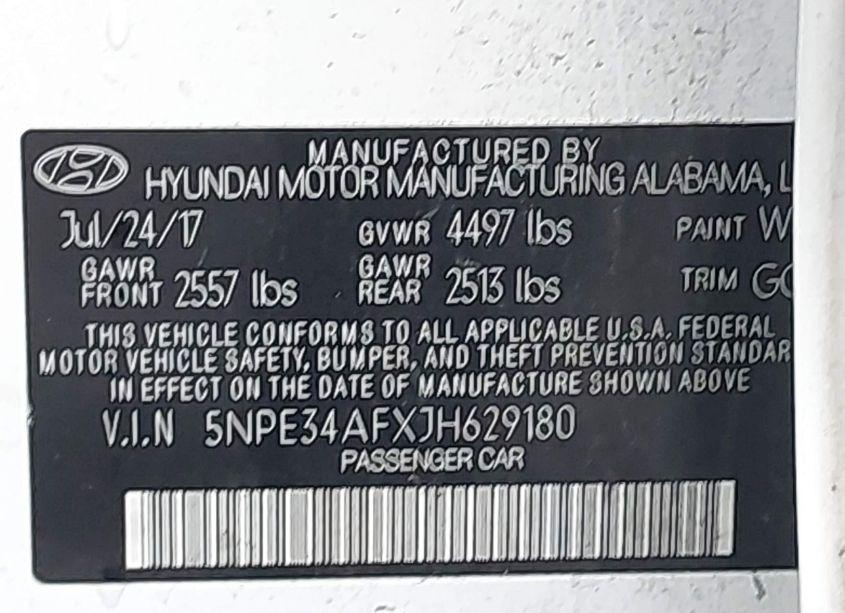 MANUFACTURED BY
HYUNDAI MOTOR MANUFACTURING ALABAMA, L
Jul/24/17 GVWR 4497 lbs PAINT W
GAWR FRONT 2557 lbs GAWR REAR 2513 lbs TRIM GO
THIS VEHICLE CONFORMS TO ALL APPLICABLE U.S.A. FEDERAL
MOTOR VEHICLE SAFETY, BUMPER, AND THEFT PREVENTION STANDAR
IN EFFECT ON THE DATE OF MANUFACTURE SHOWN ABOVE
V.I.N 5NPE34AFXJH629180
PASSENGER CAR